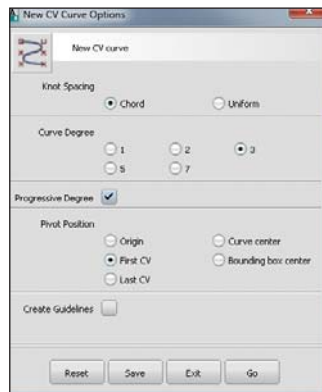 New CV Curve Options
New CV curve
Knot Spacing
Chord Uniform
Curve Degree
1 2 3
5 7
Progressive Degree
Pivot Position
Origin Curve center
First CV Bounding box center
Last CV
Create Guidelines
Reset Save Exit Go